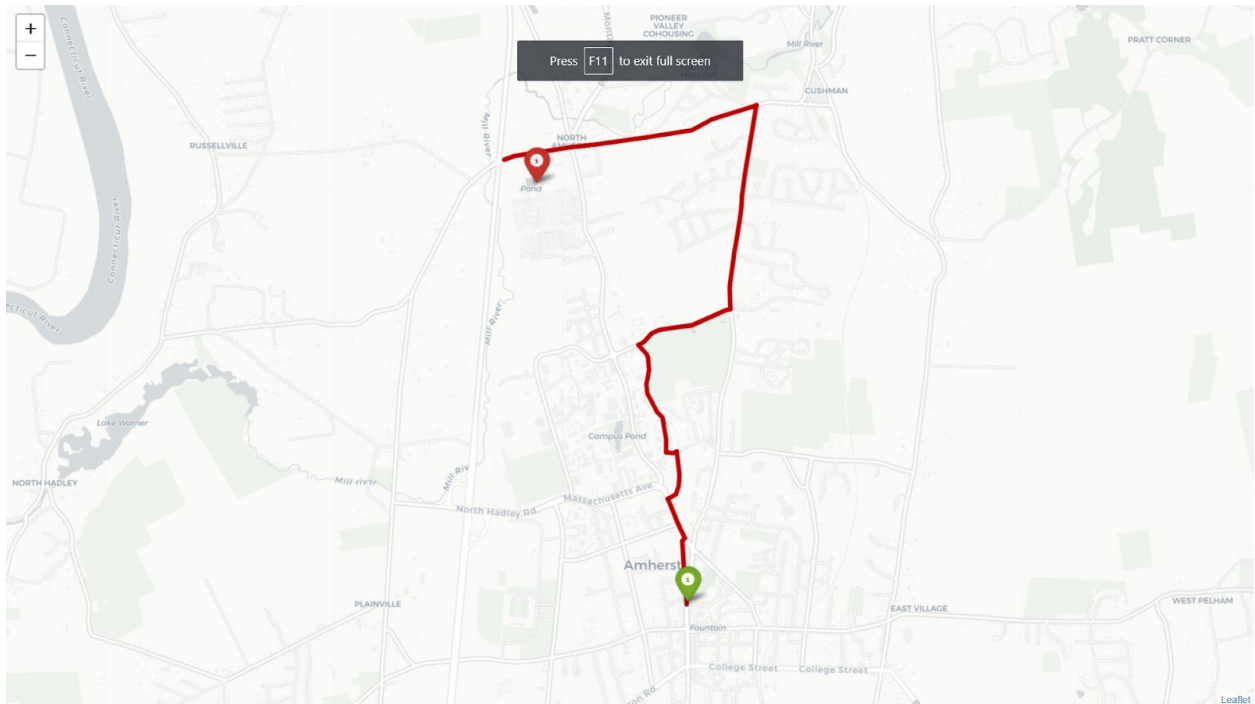 +
−
PIONEER
VALLEY
COHOUSING
Mill River
PRATT CORNER
Press F11 to exit full screen
HOLLOW
CUSHMAN
Connecticut River
Mill River
NORTH
RUSSELLVILLE
i
Pond
Connecticut River
Mill River
Lake Warner
Campus Pond
NORTH HADLEY
Mill river
Massachusetts Ave
North Hadley Rd
Amherst
i
PLAINVILLE
EAST VILLAGE
WEST PELHAM
Fountain
College Street
College Street
Leaflet